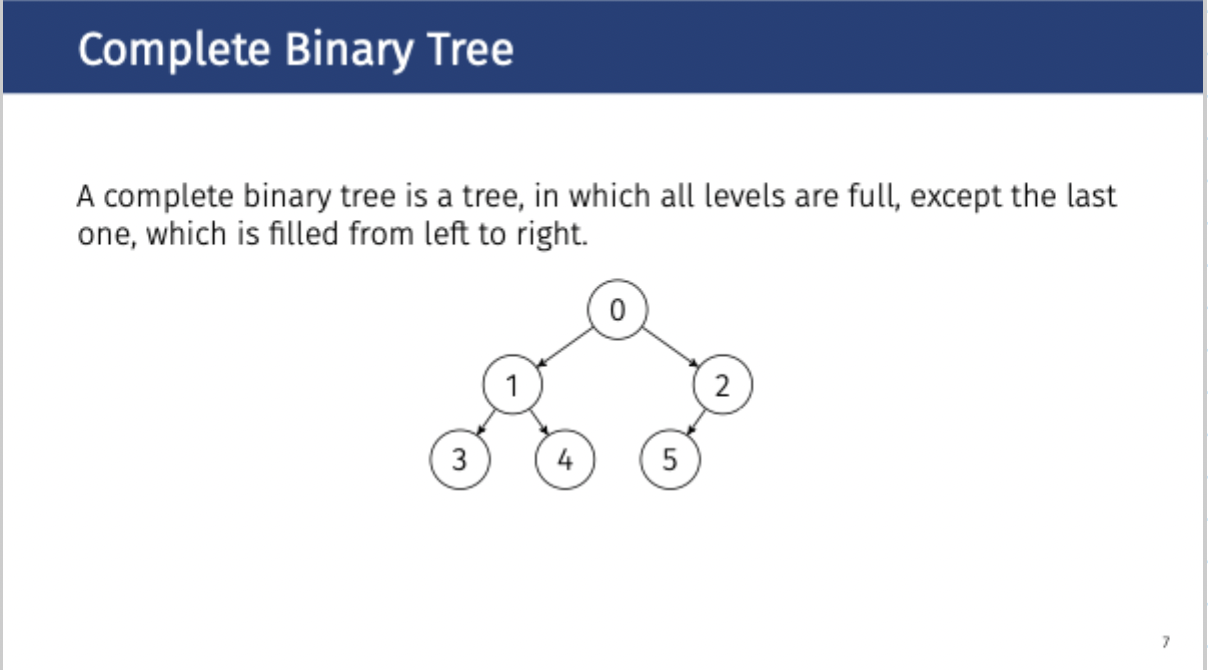 Complete Binary Tree
A complete binary tree is a tree, in which all levels are full, except the last
one, which is filled from left to right.
0
1 2
3 4 5
7